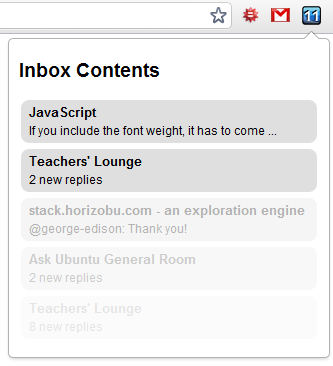 11
Inbox Contents
JavaScript
If you include the font weight, it has to come ...
Teachers' Lounge
2 new replies
stack.horizobu.com - an exploration engine
@george-edison: Thank you!
Ask Ubuntu General Room
2 new replies
Teachers' Lounge
8 new replies